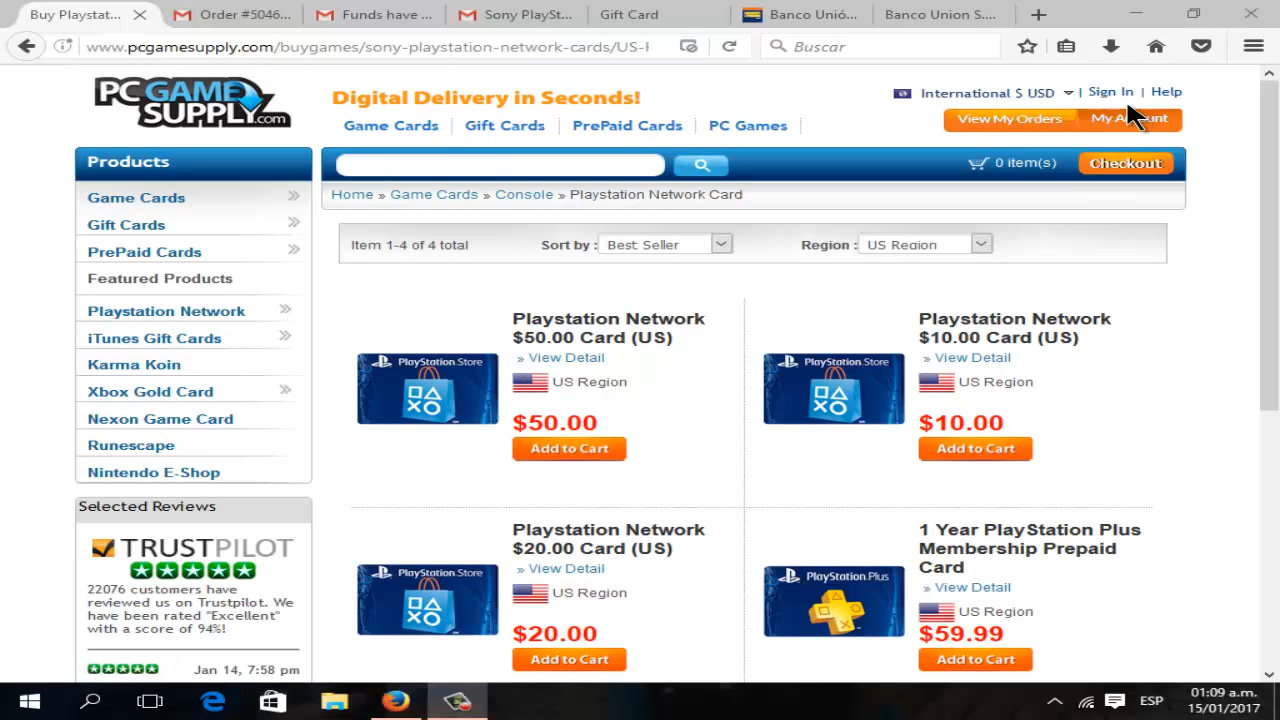 Buy Playstat...
Order #5046...
Funds have ...
Sony PlaySt...
Gift Card
Banco Unió...
Banco Union S....
www.pcgamesupply.com/buygames/sony-playstation-network-cards/US-F
Buscar
PC GAME
SUPPLY.com
Digital Delivery in Seconds!
International $ USD | Sign In | Help
Game Cards | Gift Cards | PrePaid Cards | PC Games |
View My Orders
My Account
Products
0 item(s)
Checkout
Home » Game Cards » Console » Playstation Network Card
Game Cards
Gift Cards
PrePaid Cards
Featured Products
Playstation Network
iTunes Gift Cards
Karma Koin
Xbox Gold Card
Nexon Game Card
Runescape
Nintendo E-Shop
Item 1-4 of 4 total
Sort by :
Best Seller
Region :
US Region
PlayStation.Store
Playstation Network
$50.00 Card (US)
» View Detail
US Region
$50.00
Add to Cart
PlayStation.Store
Playstation Network
$10.00 Card (US)
» View Detail
US Region
$10.00
Add to Cart
PlayStation.Store
Playstation Network
$20.00 Card (US)
» View Detail
US Region
$20.00
Add to Cart
PlayStation.Plus
1 Year PlayStation Plus
Membership Prepaid
Card
» View Detail
US Region
$59.99
Add to Cart
Selected Reviews
TRUSTPILOT
22076 customers have
reviewed us on Trustpilot. We
have been rated "Excellent"
with a score of 94%!
Jan 14, 7:58 pm
ESP
01:09 a.m.
15/01/2017